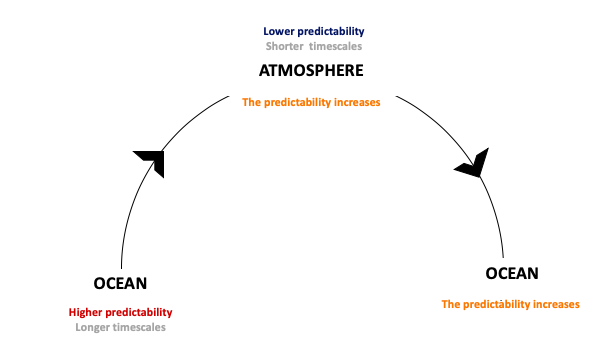 Lower predictability
Shorter timescales
ATMOSPHERE
The predictability increases
OCEAN
Higher predictability
Longer timescales
OCEAN
The predictability increases